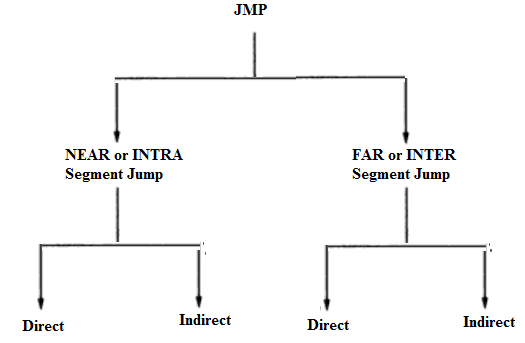 JMP
NEAR or INTRA
Segment Jump
FAR or INTER
Segment Jump
Direct
Indirect
Direct
Indirect